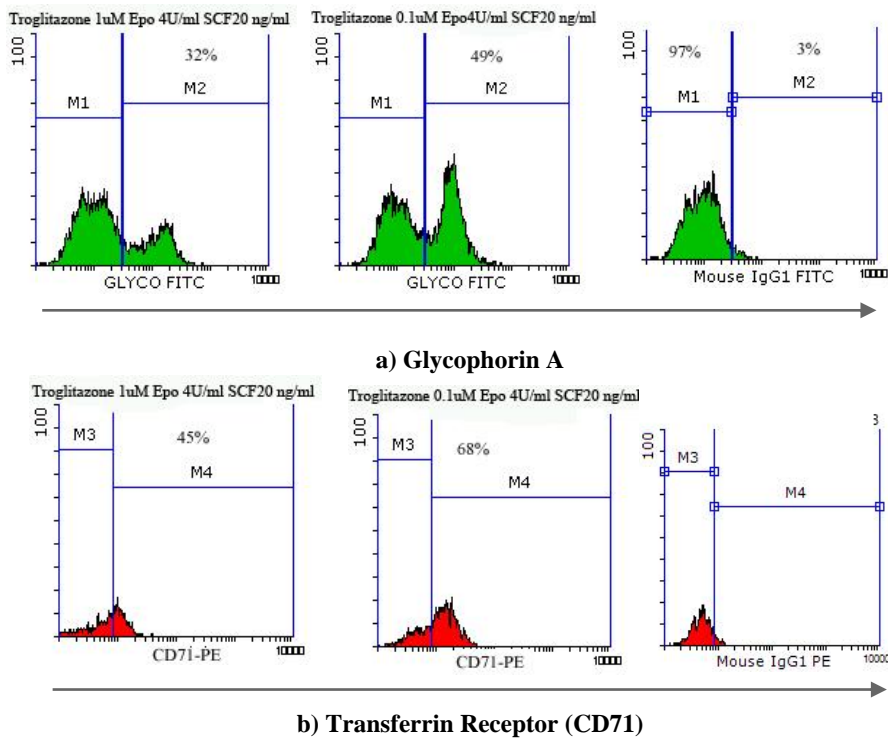 Troglitazone 1uM Epo 4U/ml SCF20 ng/ml
100
32%
M1
M2
GLYCO FITC
10000
Troglitazone 0.1uM Epo4U/ml SCF20 ng/ml
49%
M1
M2
GLYCO FITC
10000
100
97%
3%
M1
M2
Mouse IgG1 FITC
10000
a) Glycophorin A
Troglitazone 1uM Epo 4U/ml SCF20 ng/ml
100
M3
45%
M4
CD71-PE
10000
Troglitazone 0.1uM Epo 4U/ml SCF20 ng/ml
100
M3
68%
M4
CD71-PE
10000
3
100
M3
M4
Mouse IgG1 PE
10000
b) Transferrin Receptor (CD71)